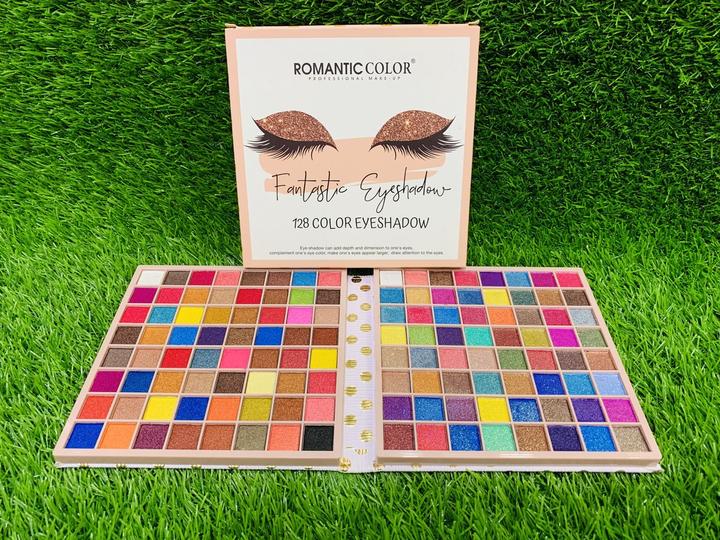 ROMANTIC COLOR®
PROFESSIONAL MAKE-UP
Fantastic Eyeshadow
128 COLOR EYESHADOW
Eye shadow can add depth and dimension to one's eyes,
complement one's eye color, make one's eyes appear larger, draw attention to the eyes.